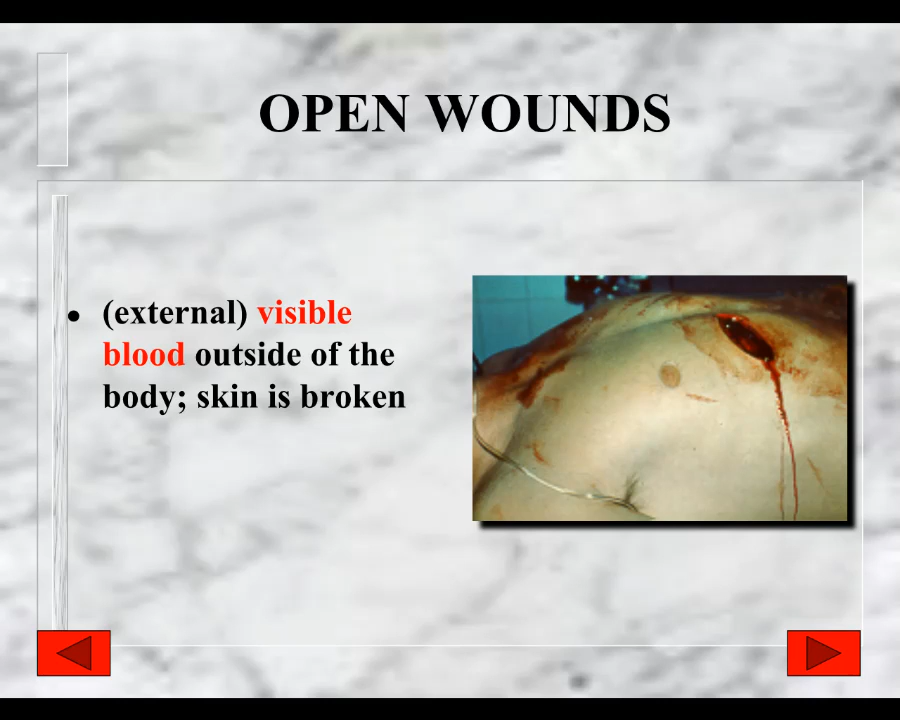 OPEN WOUNDS
(external) visible
blood outside of the
body; skin is broken